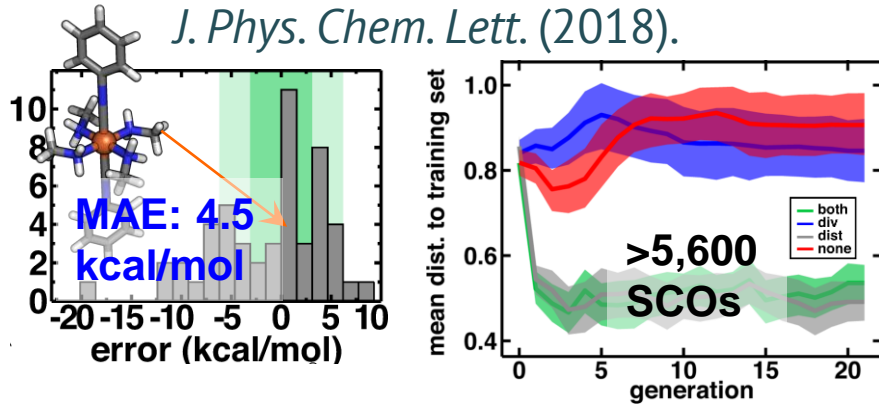 J. Phys. Chem. Lett. (2018).
10
8
6
4
2
0
MAE: 4.5
kcal/mol
-20 -15 -10 -5 0 5 10
error (kcal/mol)
mean dist. to training set
1.0
0.8
0.6
0.4
both
div
dist
none
>5,600
SCOs
0 5 10 15 20
generation